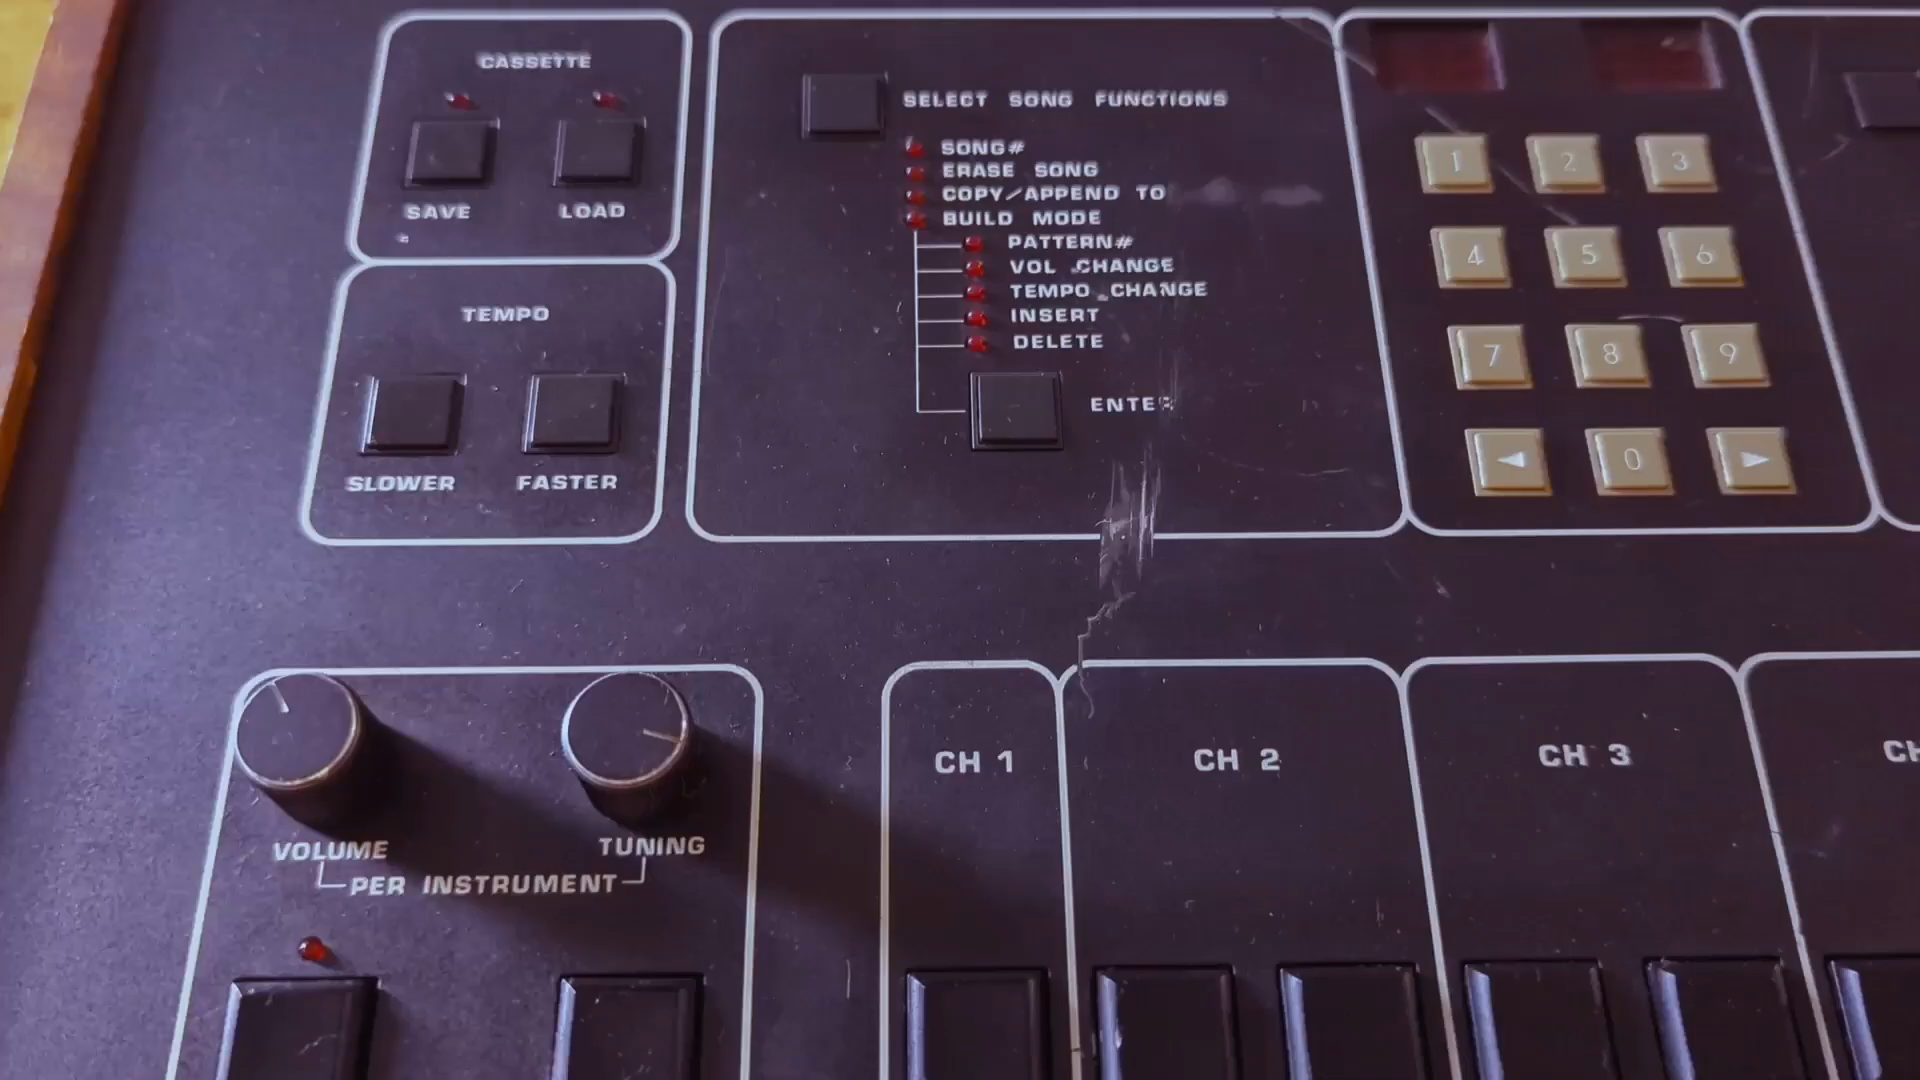 CASSETTE
SAVE LOAD
TEMPO
SLOWER FASTER
SELECT SONG FUNCTIONS
SONG#
ERASE SONG
COPY/APPEND TO
BUILD MODE
PATTERN#
VOL CHANGE
TEMPO CHANGE
INSERT
DELETE
ENTER
1 2 3
4 5 6
7 8 9
0
VOLUME TUNING
PER INSTRUMENT
CH 1 CH 2 CH 3